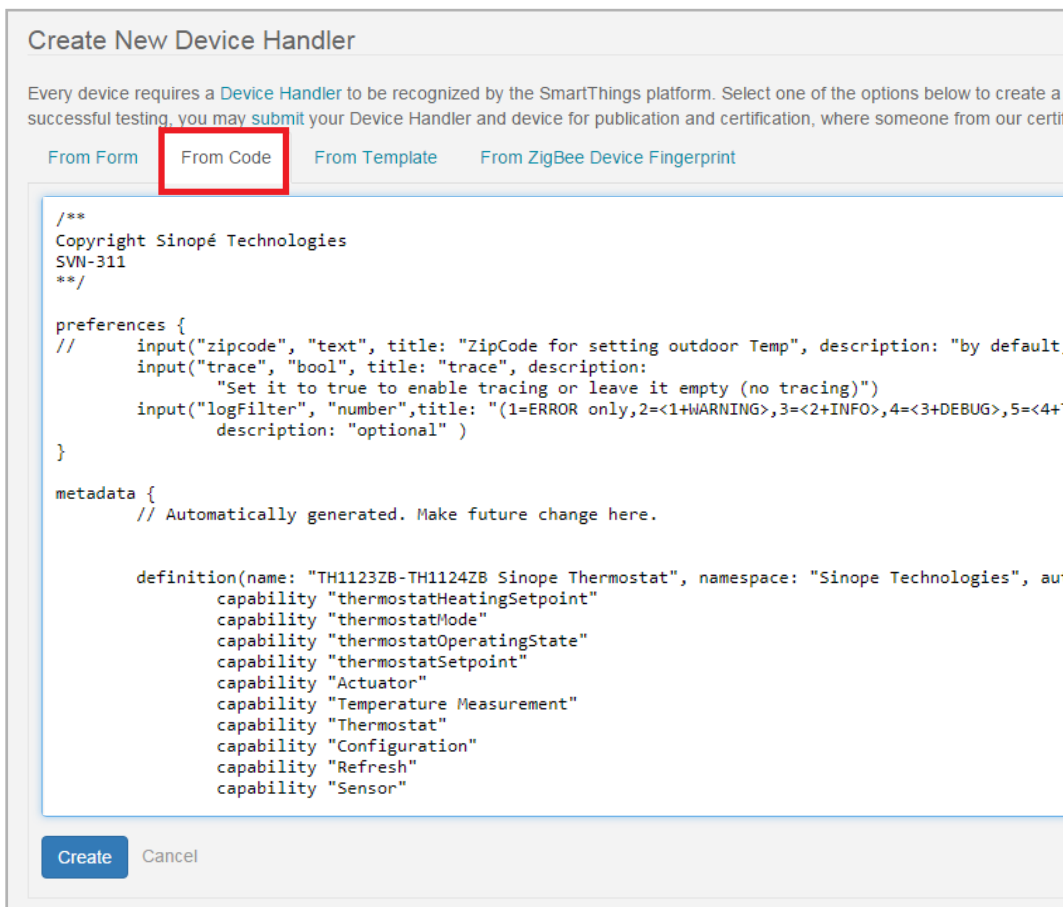 Create New Device Handler
Every device requires a Device Handler to be recognized by the SmartThings platform. Select one of the options below to create a
successful testing, you may submit your Device Handler and device for publication and certification, where someone from our certi
From Form From Code From Template From ZigBee Device Fingerprint
/**
Copyright Sinopé Technologies
SVN-311
**/
preferences {
// input("zipcode", "text", title: "ZipCode for setting outdoor Temp", description: "by default,
input("trace", "bool", title: "trace", description:
"Set it to true to enable tracing or leave it empty (no tracing)")
input("logFilter", "number",title: "(1=ERROR only,2=<1+WARNING>,3=<2+INFO>,4=<3+DEBUG>,5=<4+
description: "optional" )
}
metadata {
// Automatically generated. Make future change here.
definition(name: "TH1123ZB-TH1124ZB Sinope Thermostat", namespace: "Sinope Technologies", au
capability "thermostatHeatingSetpoint"
capability "thermostatMode"
capability "thermostatOperatingState"
capability "thermostatSetpoint"
capability "Actuator"
capability "Temperature Measurement"
capability "Thermostat"
capability "Configuration"
capability "Refresh"
capability "Sensor"
Create Cancel